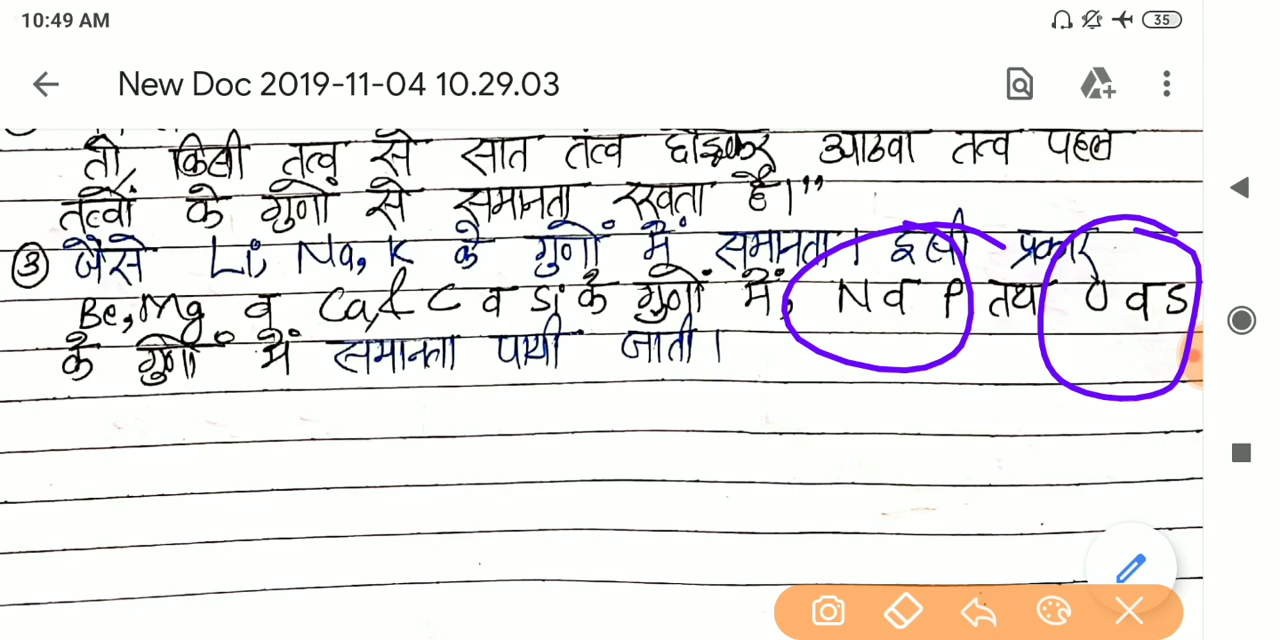 10:49 AM
35
New Doc 2019-11-04 10.29.03
तो किसी तत्व से सात तत्व छोड़कर आठवा तत्व पहल
तत्वों के गुणों से समानता रखता है।”
③ जैसे Li, Na, K के गुणों में समानता। इसी प्रकार
Be, Mg व Ca, & C व Si के गुणों में, N व P तथा O व S
के गुणों में समानता पायी जाती।